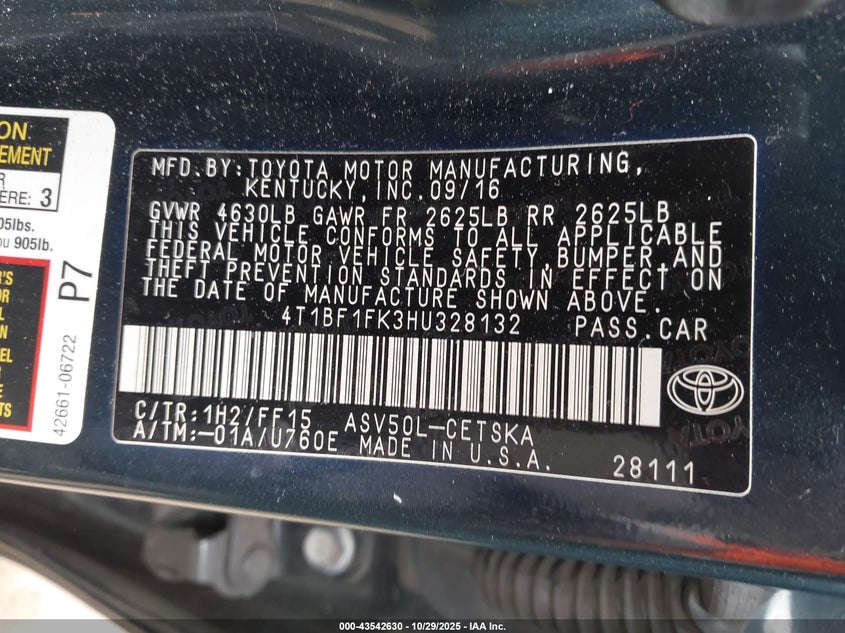 ON
EMENT
R
ERE: 3
05lbs.
ou 905lb.
P7
42661-06722
MFD.BY:TOYOTA MOTOR MANUFACTURING,
KENTUCKY,INC.09/16
GVWR 4630LB GAWR FR 2625LB RR 2625LB
THIS VEHICLE CONFORMS TO ALL APPLICABLE
FEDERAL MOTOR VEHICLE SAFETY,BUMPER,AND
THEFT PREVENTION STANDARDS IN EFFECT ON
THE DATE OF MANUFACTURE SHOWN ABOVE.
4T1BF1FK3HU328132 PASS.CAR
C/TR:1H2/FF15 ASV50L-CETSKA
A/TM:-01A/U760E MADE IN U.S.A.
28111
000-43542630 - 10/29/2025 - IAA Inc.